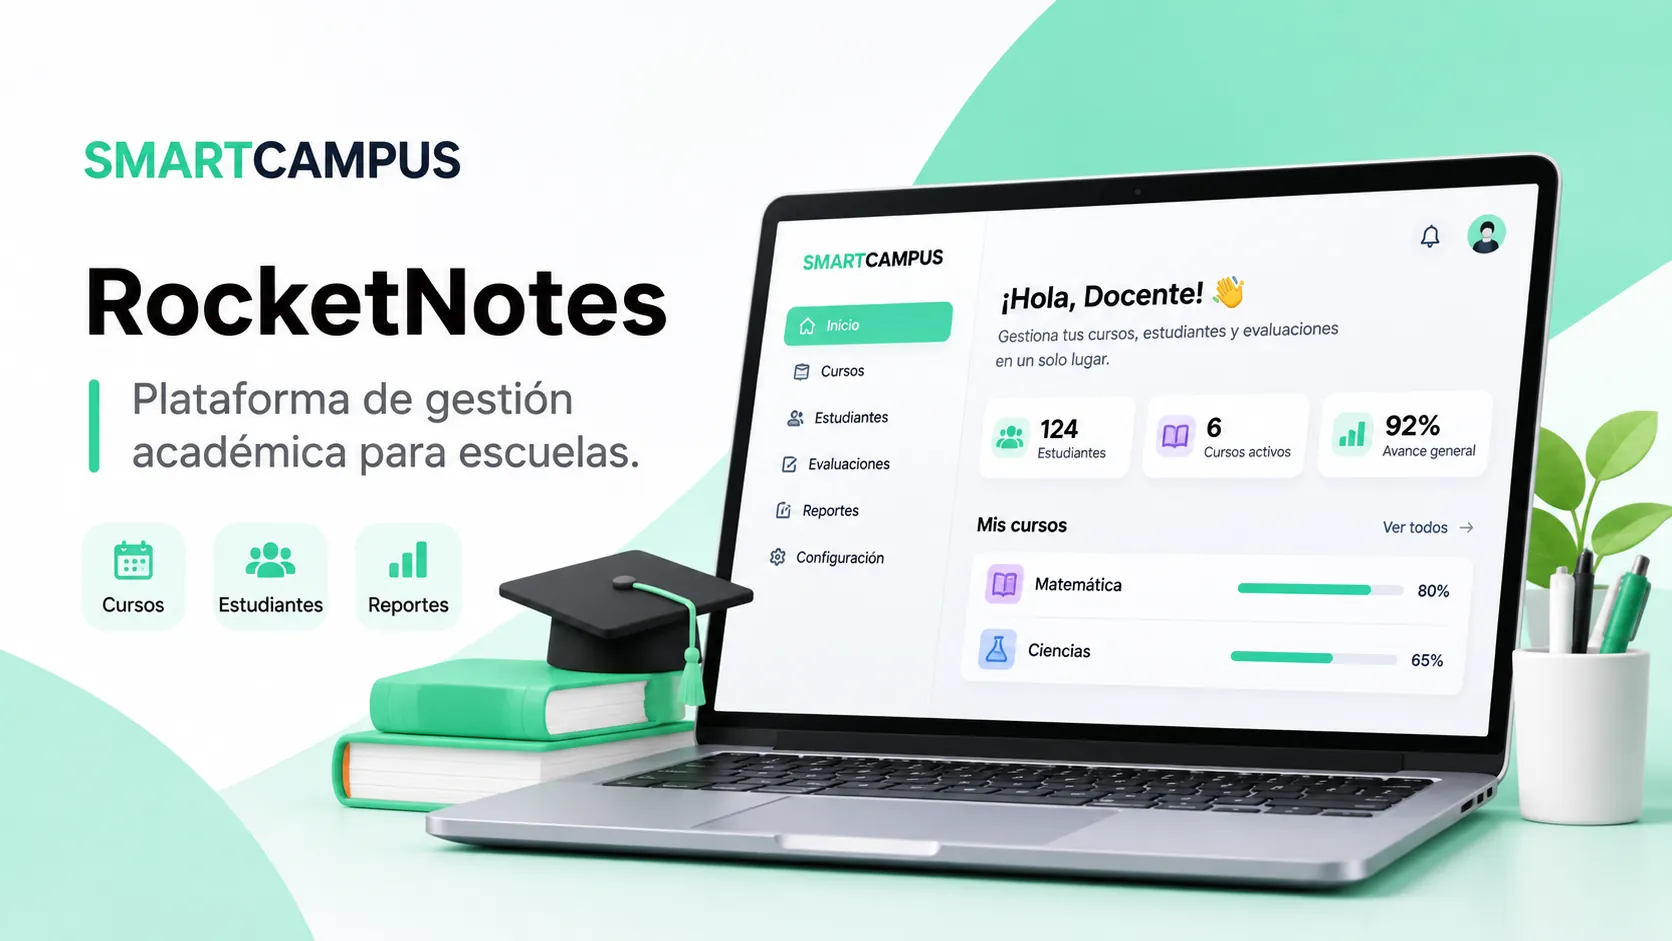 SMARTCAMPUS
RocketNotes
Plataforma de gestión
académica para escuelas.
Cursos
Estudiantes
Reportes
SMARTCAMPUS
Inicio
Cursos
Estudiantes
Evaluaciones
Reportes
Configuración
¡Hola, Docente! 👋
Gestiona tus cursos, estudiantes y evaluaciones
en un solo lugar.
124
Estudiantes
6
Cursos activos
92%
Avance general
Mis cursos
Ver todos →
Matemática
80%
Ciencias
65%